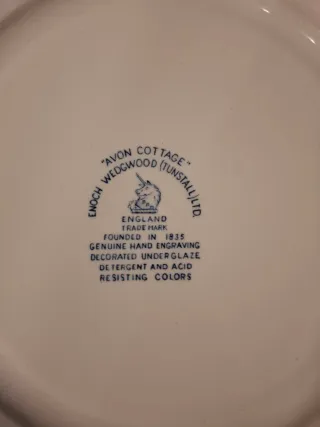 "AVON COTTAGE"
ENOCH WEDGWOOD (TUNSTALL) LTD.
ENGLAND
TRADE MARK
FOUNDED IN 1835
GENUINE HAND ENGRAVING
DECORATED UNDERGLAZE
DETERGENT AND ACID
RESISTING COLORS